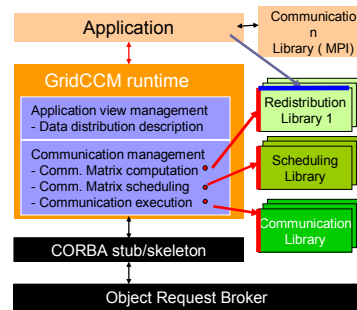 Application
Communicatio
n
Library ( MPI)
GridCCM runtime
Application view management
- Data distribution description
Communication management
- Comm. Matrix computation
- Comm. Matrix scheduling
- Communication execution
Redistribution
Library 1
Scheduling
Library
Communication
Library
CORBA stub/skeleton
Object Request Broker